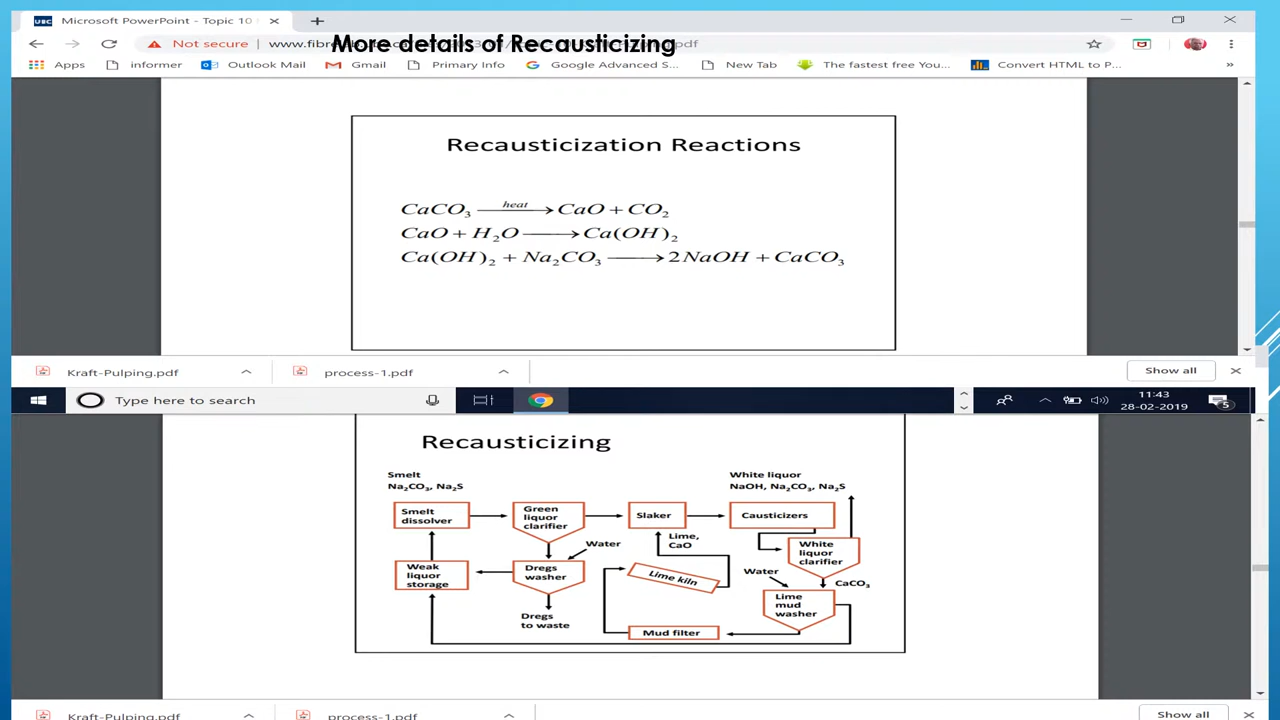 UBC Microsoft PowerPoint - Topic 10
More details of Recausticizing
Not secure www.fibre
pdf
Apps informer Outlook Mail Gmail Primary Info Google Advanced S... New Tab The fastest free You... Convert HTML to P... »
Recausticization Reactions
CaCO₃ heat → CaO + CO₂
CaO + H₂O → Ca(OH)₂
Ca(OH)₂ + Na₂CO₃ → 2NaOH + CaCO₃
Kraft-Pulping.pdf process-1.pdf Show all
Type here to search
11:43
28-02-2019
5
Recausticizing
Smelt
Na₂CO₃, Na₂S
White liquor
NaOH, Na₂CO₃, Na₂S
Smelt
dissolver
Green
liquor
clarifier
Slaker
Causticizers
Lime,
CaO
Water
White
liquor
clarifier
Weak
liquor
storage
Dregs
washer
Lime kiln
Water
CaCO₃
Lime
mud
washer
Dregs
to waste
Mud filter
Kraft-Pulping.pdf process-1.pdf Show all